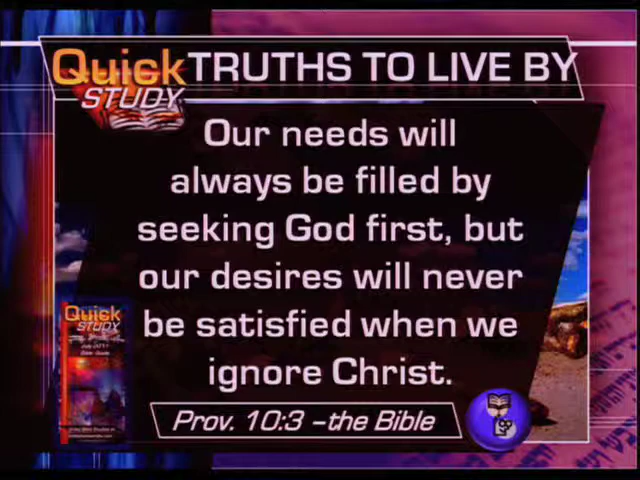 Quick STUDY
TRUTHS TO LIVE BY
Our needs will
always be filled by
seeking God first, but
our desires will never
be satisfied when we
ignore Christ.
Prov. 10:3 –the Bible
Quick
STUDY